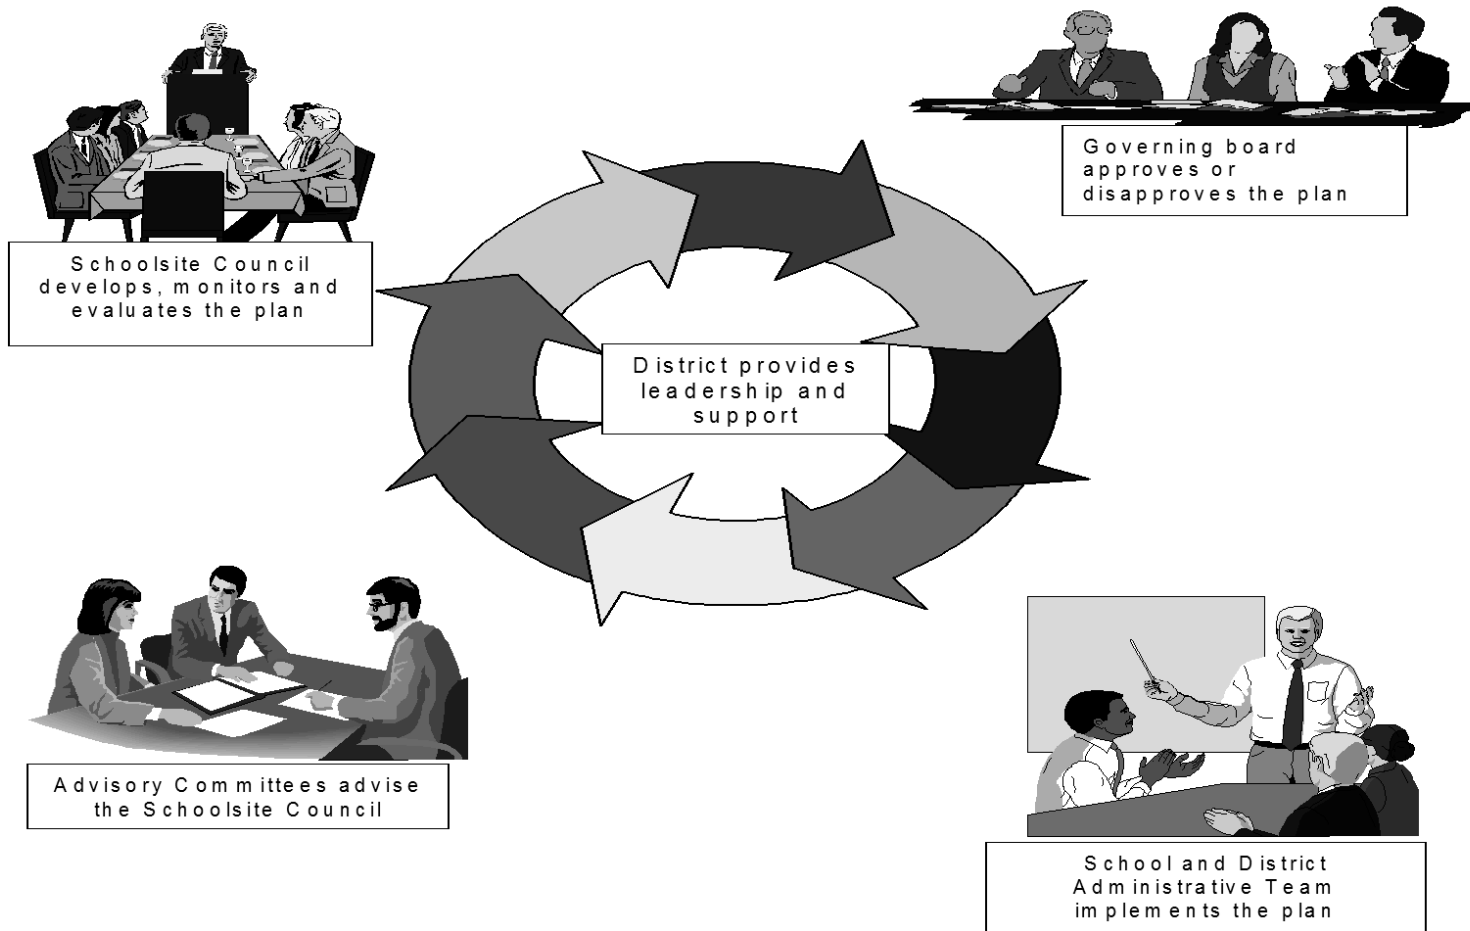 Governing board
approves or
disapproves the plan
Schoolsite Council
develops, monitors and
evaluates the plan
District provides
leadership and
support
Advisory Committees advise
the Schoolsite Council
School and District
Administrative Team
implements the plan